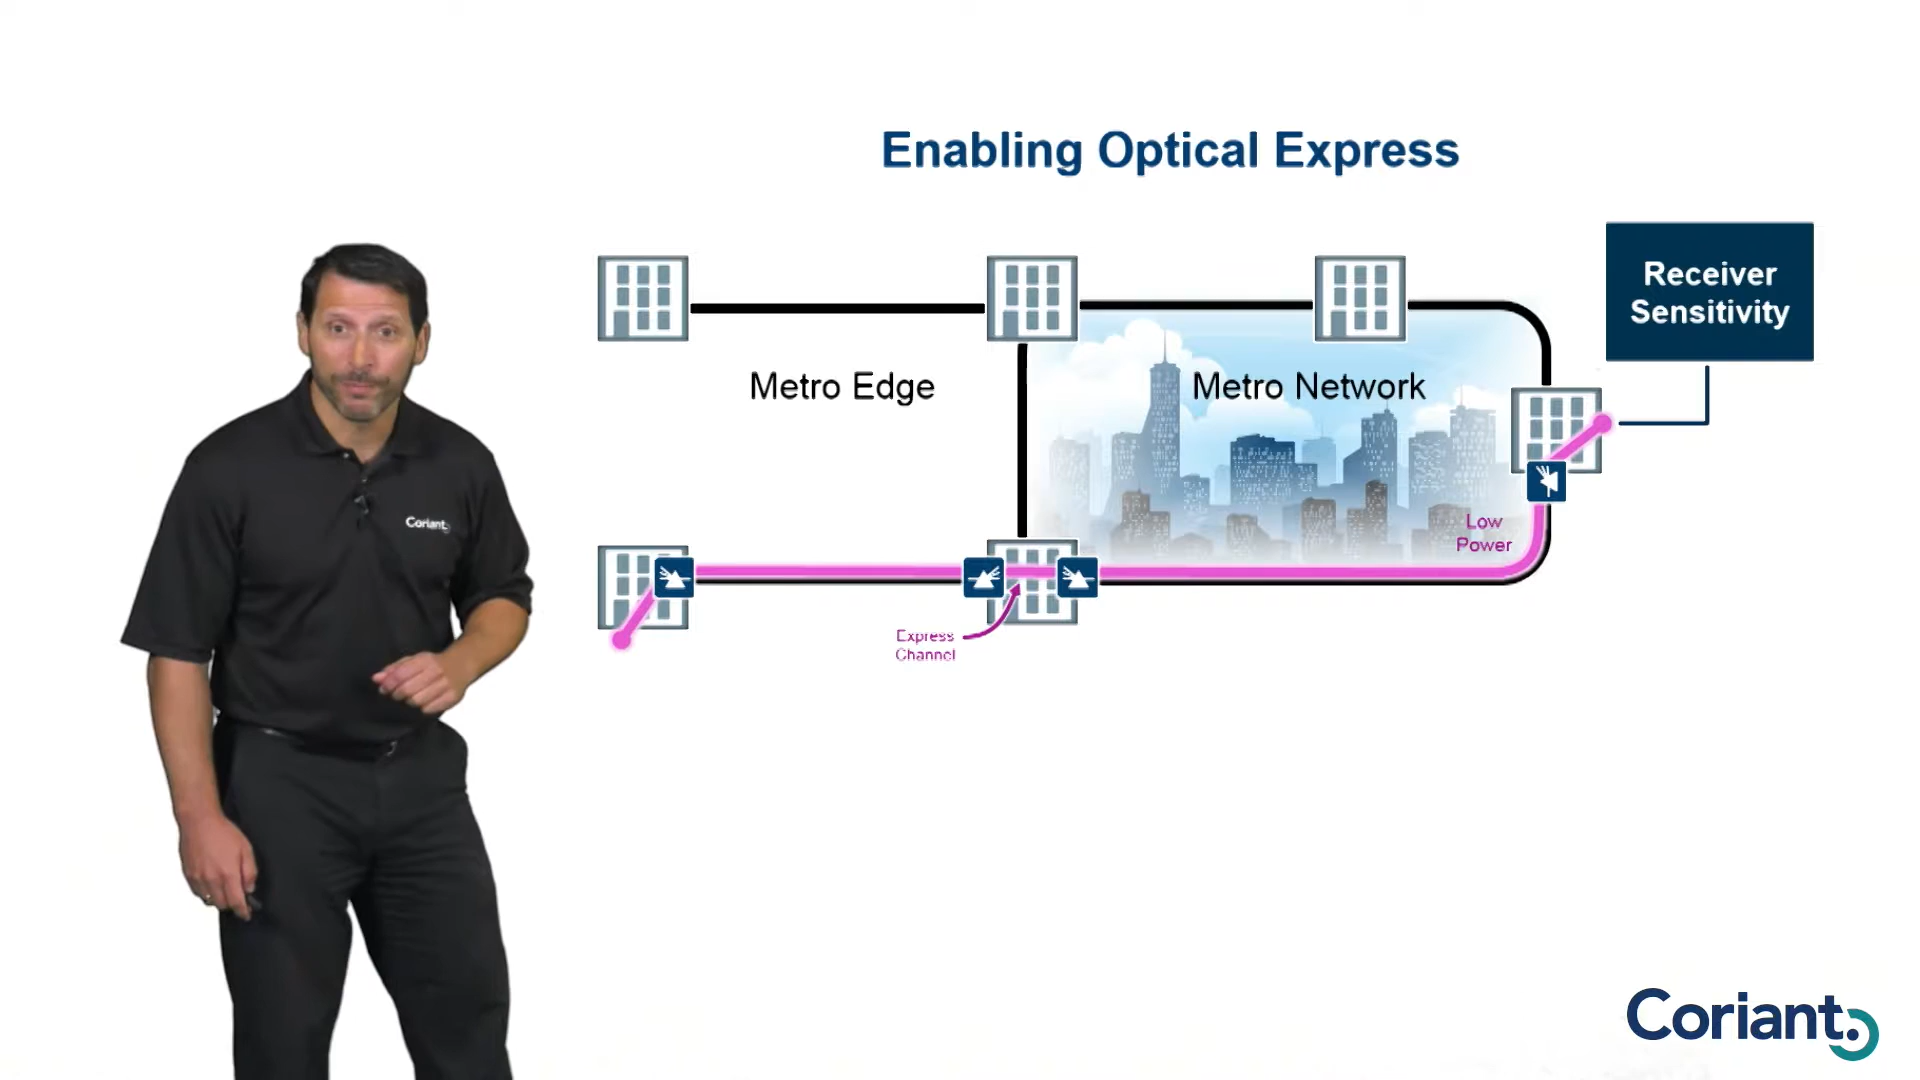 Enabling Optical Express
Receiver
Sensitivity
Metro Edge
Metro Network
Low
Power
Express
Channel
Coriant
Coriant